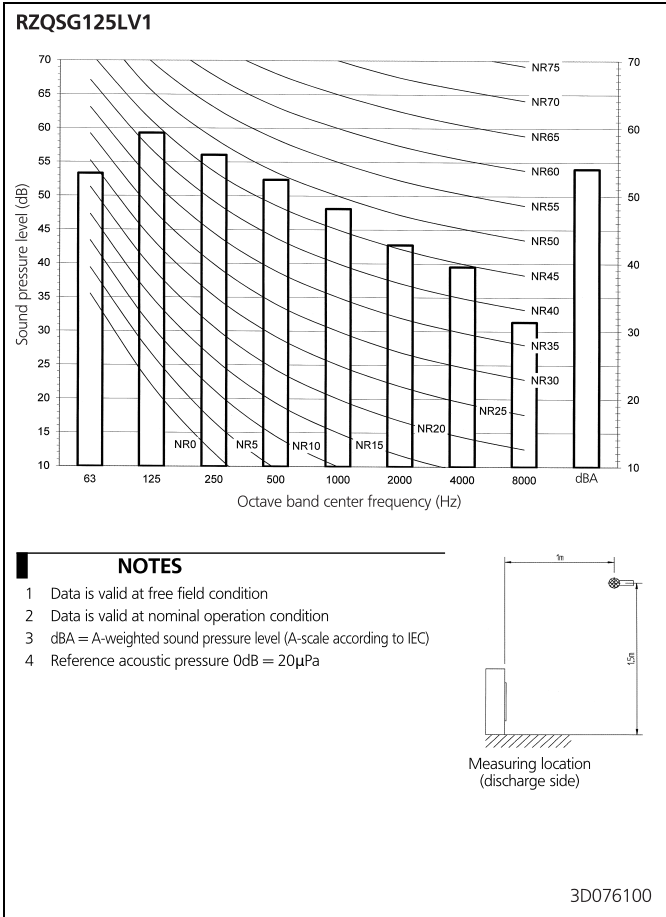 RZQSG125LV1
70
65
60
55
50
45
40
35
30
25
20
15
10
Sound pressure level (dB)
70
60
50
40
30
20
10
NR75
NR70
NR65
NR60
NR55
NR50
NR45
NR40
NR35
NR30
NR25
NR20
NR0 NR5 NR10 NR15
63 125 250 500 1000 2000 4000 8000 dBA
Octave band center frequency (Hz)
NOTES
1 Data is valid at free field condition
2 Data is valid at nominal operation condition
3 dBA = A-weighted sound pressure level (A-scale according to IEC)
4 Reference acoustic pressure 0dB = 20µPa
1m
1,5m
Measuring location
(discharge side)
3D076100